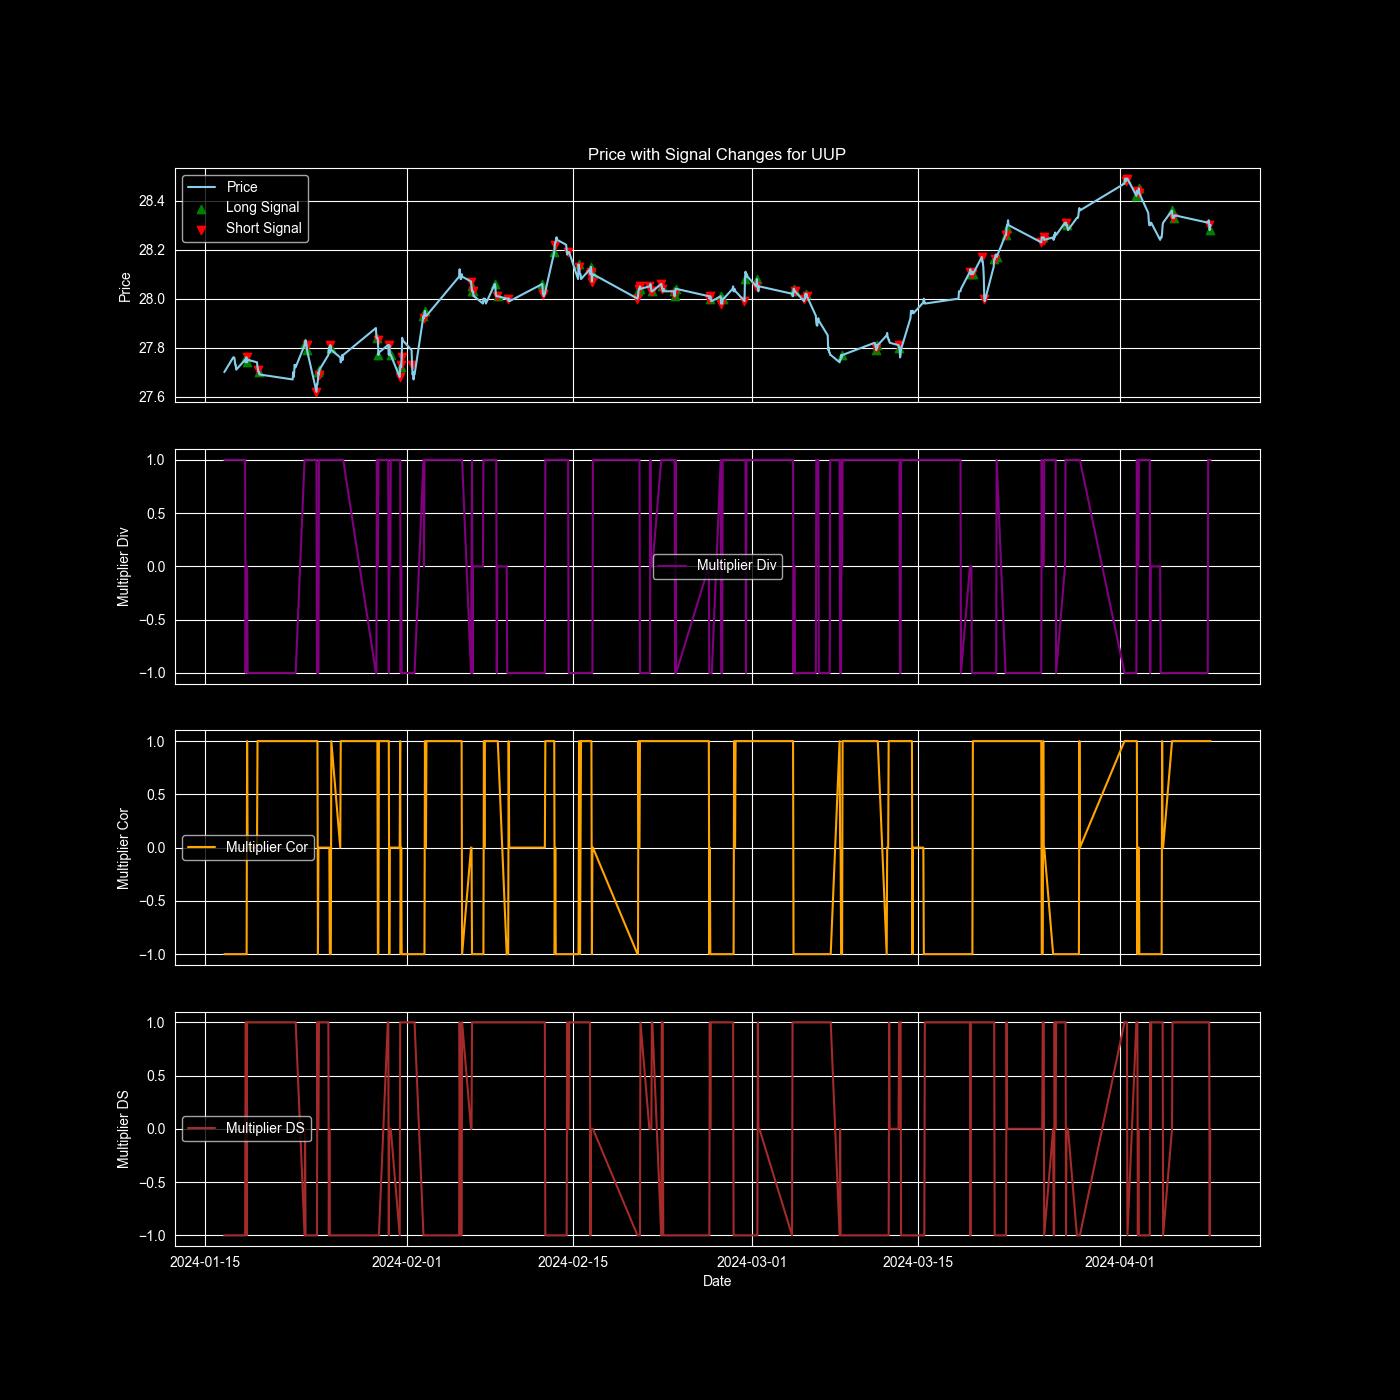 Price with Signal Changes for UUP
Price
Long Signal
Short Signal
28.4
28.2
28.0
27.8
27.6
Price
1.0
0.5
0.0
−0.5
−1.0
Multiplier Div
Multiplier Div
1.0
0.5
0.0
−0.5
−1.0
Multiplier Cor
Multiplier Cor
1.0
0.5
0.0
−0.5
−1.0
Multiplier DS
Multiplier DS
2024-01-15 2024-02-01 2024-02-15 2024-03-01 2024-03-15 2024-04-01
Date